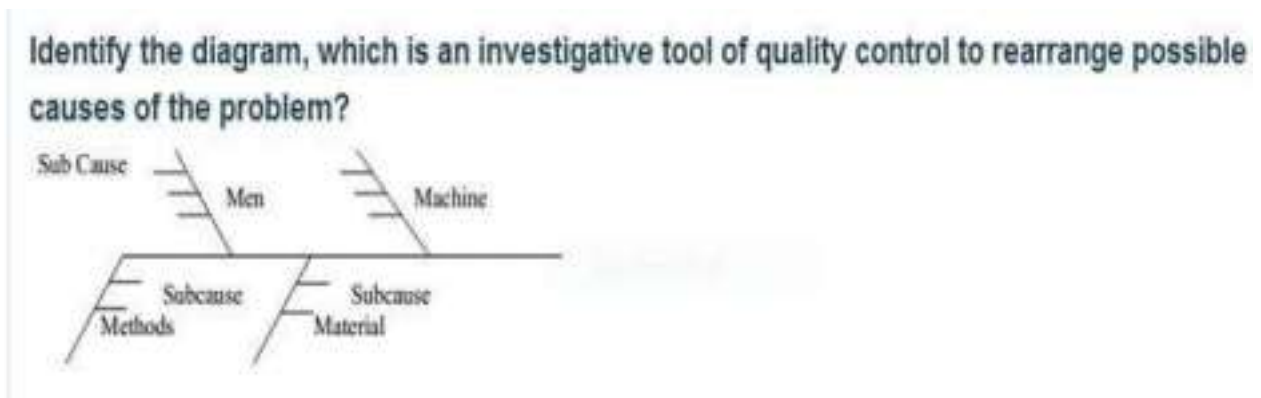 Identify the diagram, which is an investigative tool of quality control to rearrange possible
causes of the problem?
Sub Cause
Men
Machine
Subcause
Subcause
Methods
Material